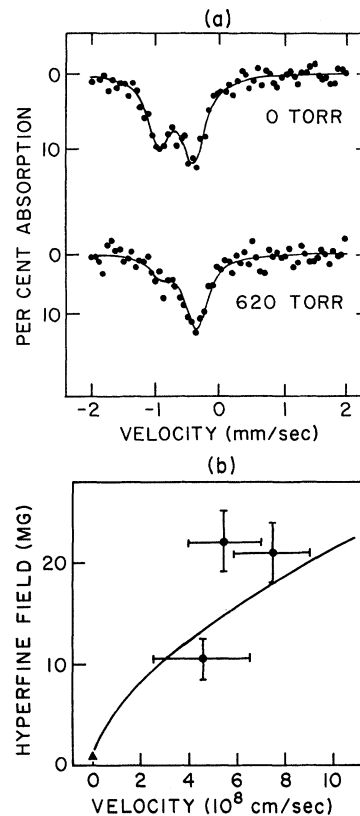 (a)
PER CENT ABSORPTION
0
10
0 TORR
0
10
620 TORR
-2 -1 0 1 2
VELOCITY (mm/sec)
(b)
HYPERFINE FIELD (MG)
20
10
0
0 2 4 6 8 10
VELOCITY (10⁸ cm/sec)